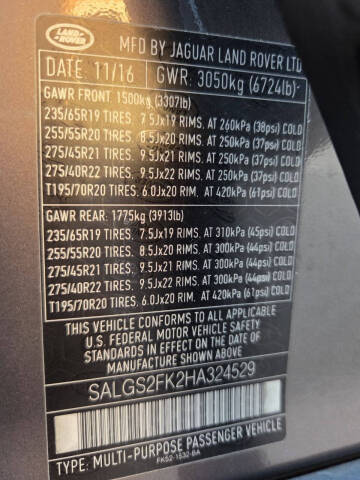 LAND-
ROVER
MFD BY JAGUAR LAND ROVER LTD
DATE: 11/16 GWR: 3050kg (6724lb)
GAWR FRONT: 1500kg (3307lb)
235/65R19 TIRES, 7.5Jx19 RIMS, AT 260kPa (38psi) COLD
255/55R20 TIRES, 8.5Jx20 RIMS, AT 250kPa (37psi) COLD
275/45R21 TIRES, 9.5Jx21 RIMS, AT 250kPa (37psi) COLD
275/40R22 TIRES, 9.5Jx22 RIMS, AT 250kPa (37psi) COLD
T195/70R20 TIRES, 6.0Jx20 RIM, AT 420kPa (61psi) COLD
GAWR REAR: 1775kg (3913lb)
235/65R19 TIRES, 7.5Jx19 RIMS, AT 310kPa (45psi) COLD
255/55R20 TIRES, 8.5Jx20 RIMS, AT 300kPa (44psi) COLD
275/45R21 TIRES, 9.5Jx21 RIMS, AT 300kPa (44psi) COLD
275/40R22 TIRES, 9.5Jx22 RIMS, AT 300kPa (44psi) COLD
T195/70R20 TIRES, 6.0Jx20 RIM, AT 420kPa (61psi) COLD
THIS VEHICLE CONFORMS TO ALL APPLICABLE
U.S. FEDERAL MOTOR VEHICLE SAFETY
STANDARDS IN EFFECT ON THE DATE OF
MANUFACTURE SHOWN ABOVE.
SALGS2FK2HA324529
TYPE: MULTI-PURPOSE PASSENGER VEHICLE
FK52-1532-BA